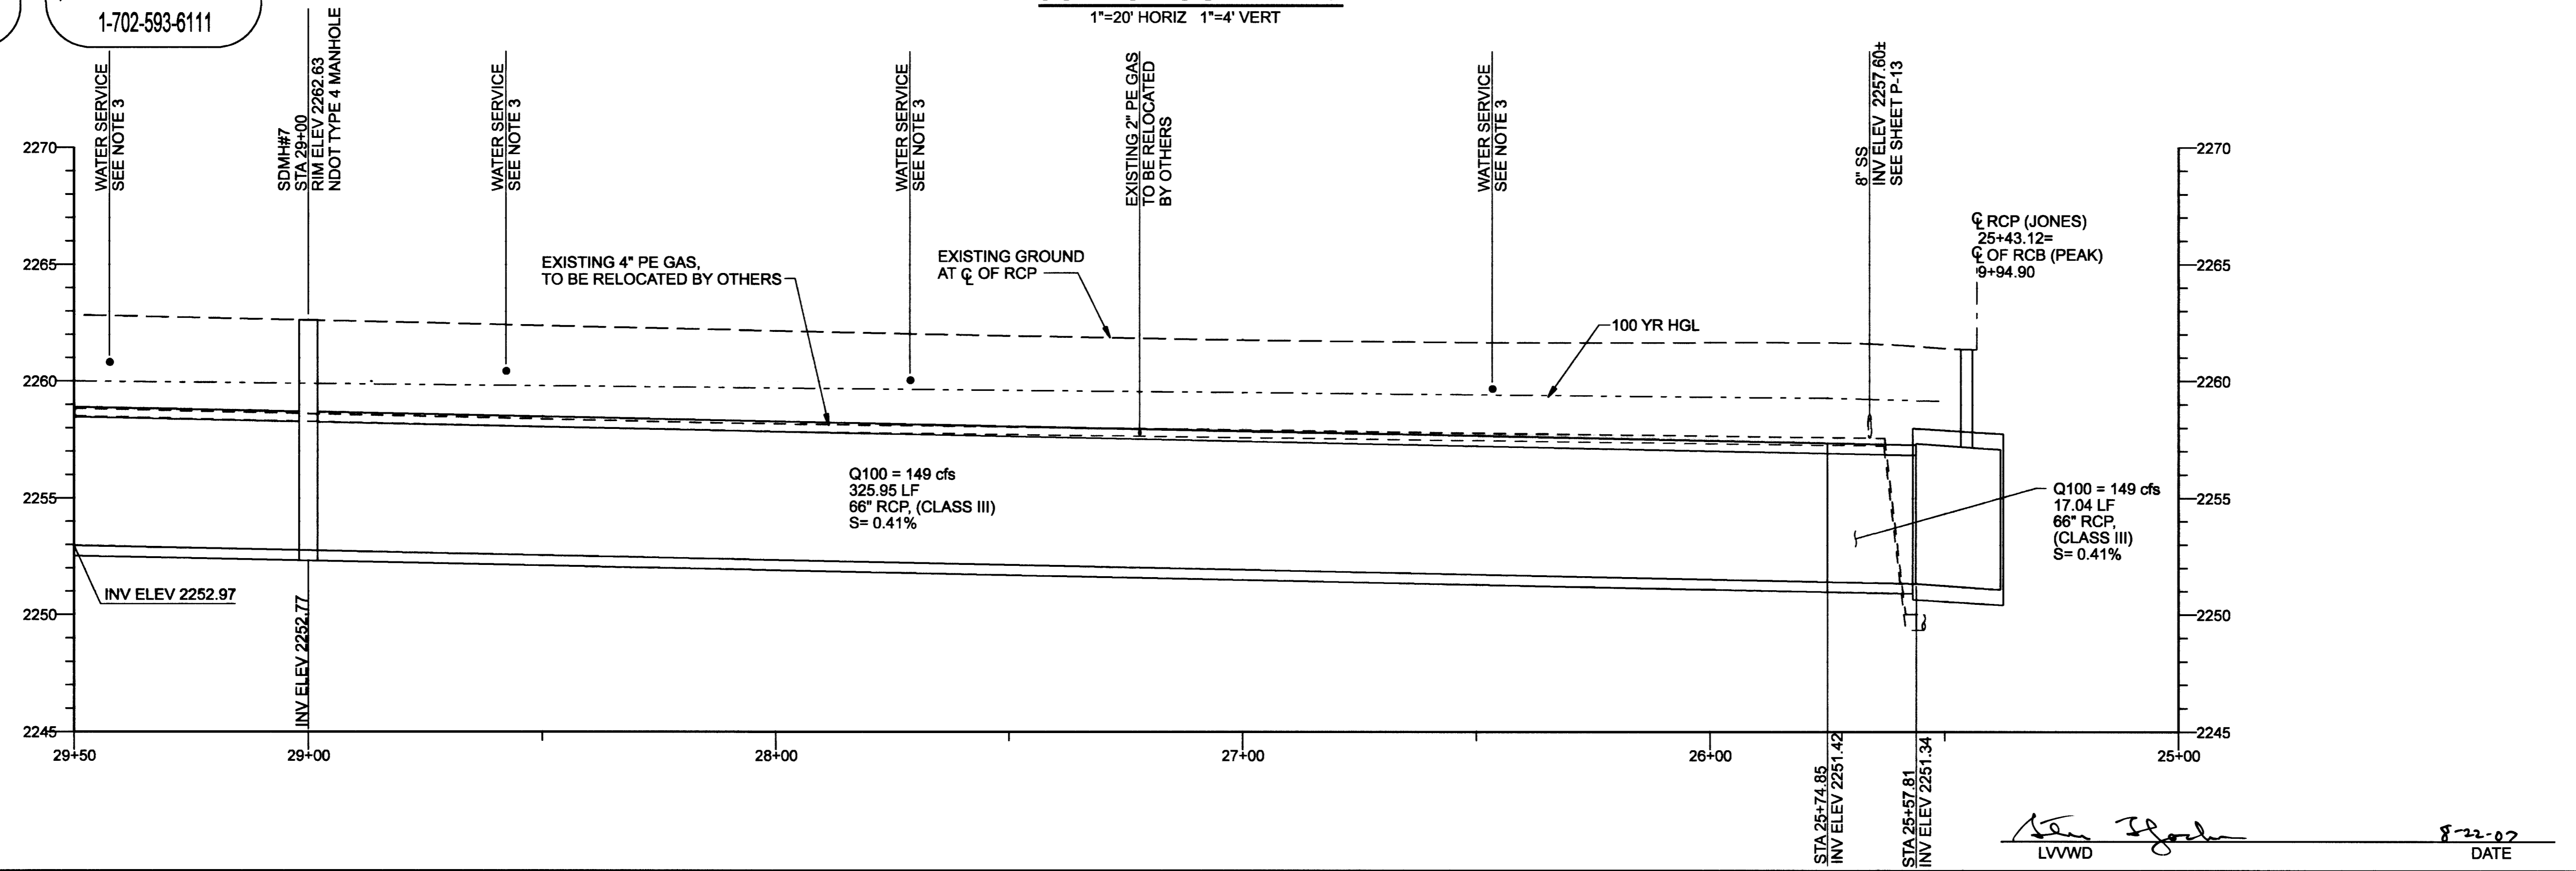 1-702-593-6111
1"=20' HORIZ 1"=4' VERT
WATER SERVICE
SEE NOTE 3
SDMH#7
STA 29+00
RIM ELEV 2262.63
NDOT TYPE 4 MANHOLE
WATER SERVICE
SEE NOTE 3
WATER SERVICE
SEE NOTE 3
EXISTING 2" PE GAS
TO BE RELOCATED
BY OTHERS
WATER SERVICE
SEE NOTE 3
8" SS
INV ELEV 2257.60±
SEE SHEET P-13
℄ RCP (JONES)
25+43.12=
℄ OF RCB (PEAK)
9+94.90
EXISTING 4" PE GAS,
TO BE RELOCATED BY OTHERS
EXISTING GROUND
AT ℄ OF RCP
100 YR HGL
2270
2265
2260
2255
2250
2245
2270
2265
2260
2255
2250
2245
Q100 = 149 cfs
325.95 LF
66" RCP, (CLASS III)
S= 0.41%
Q100 = 149 cfs
17.04 LF
66" RCP,
(CLASS III)
S= 0.41%
INV ELEV 2252.97
INV ELEV 2252.77
29+50
29+00
28+00
27+00
26+00
25+00
STA 25+74.85
INV ELEV 2251.42
STA 25+57.81
INV ELEV 2251.34
8-22-07
LVVWD
DATE